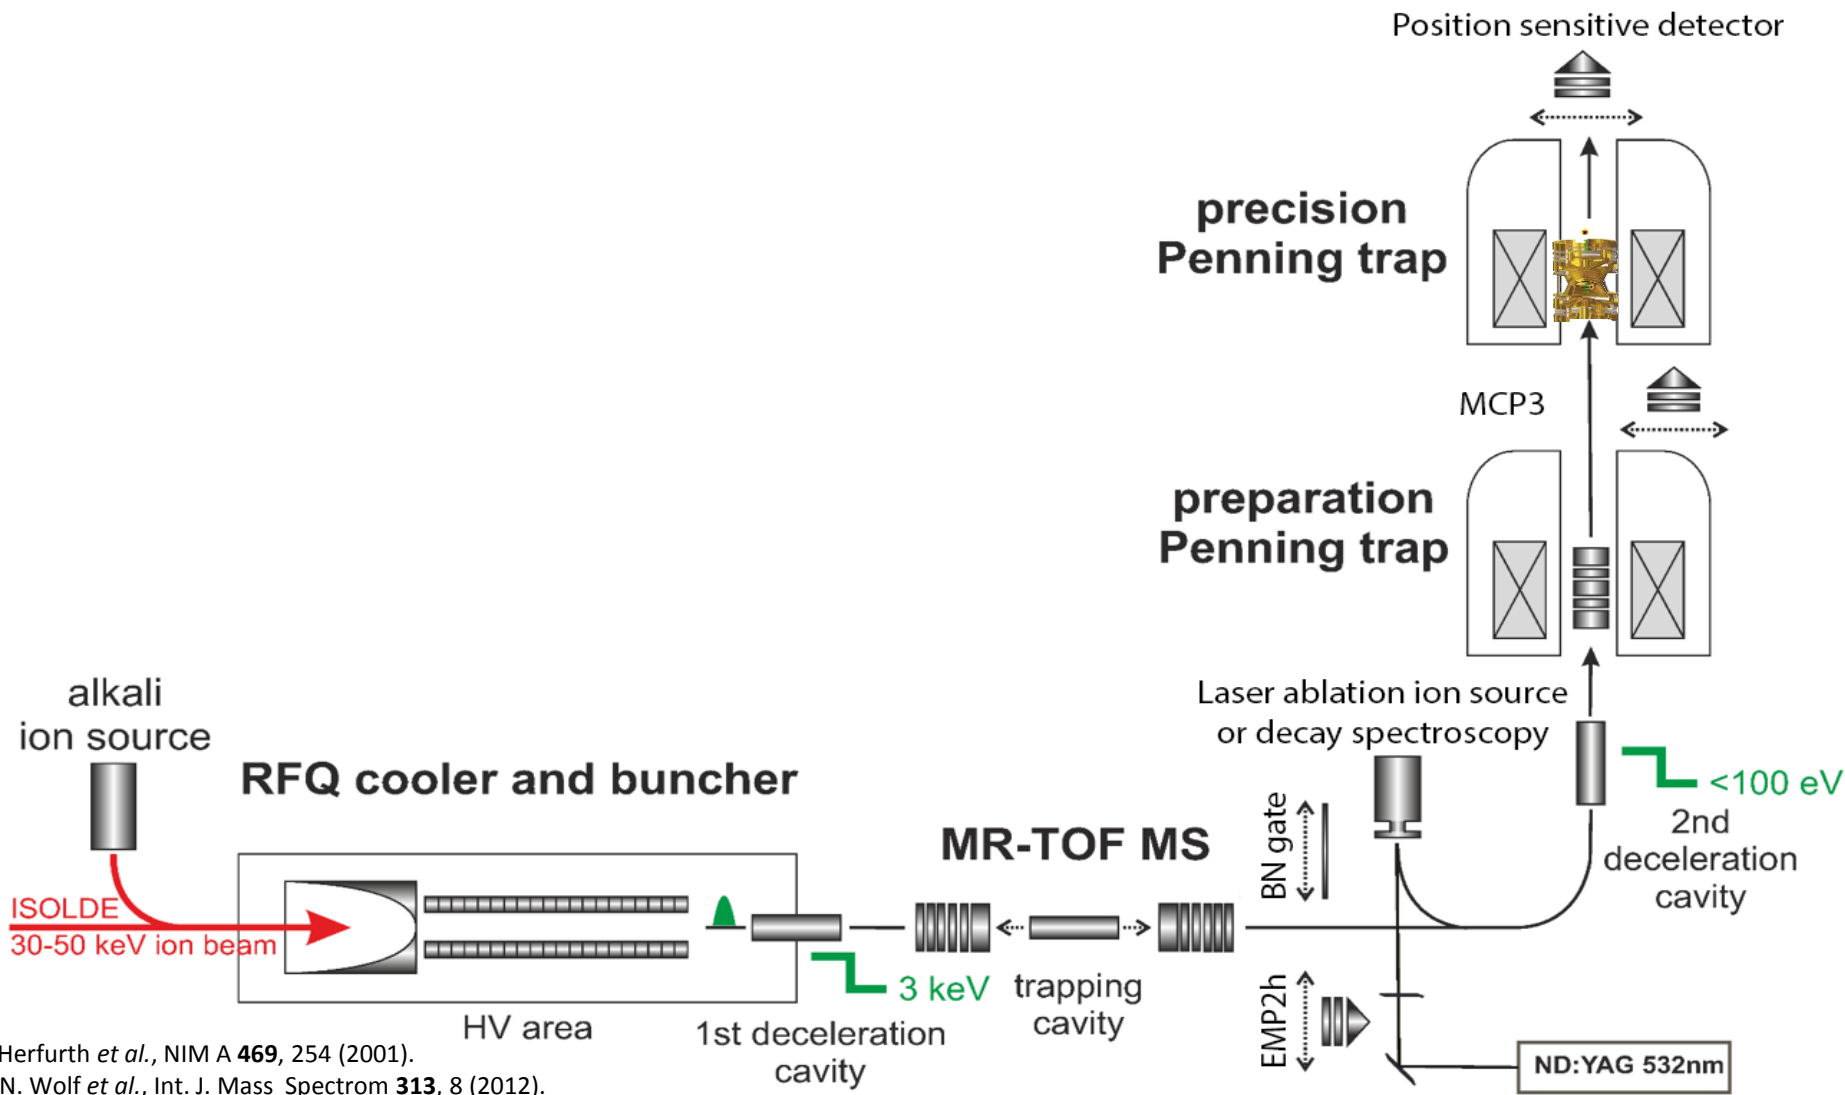 Position sensitive detector
precision
Penning trap
MCP3
preparation
Penning trap
Laser ablation ion source
or decay spectroscopy
<100 eV
2nd
deceleration
cavity
alkali
ion source
RFQ cooler and buncher
MR-TOF MS
BN gate
ISOLDE
30-50 keV ion beam
3 keV
trapping
cavity
HV area
1st deceleration
cavity
EMP2h
ND:YAG 532nm
Herfurth et al., NIM A 469, 254 (2001).
N. Wolf et al., Int. J. Mass Spectrom 313, 8 (2012).